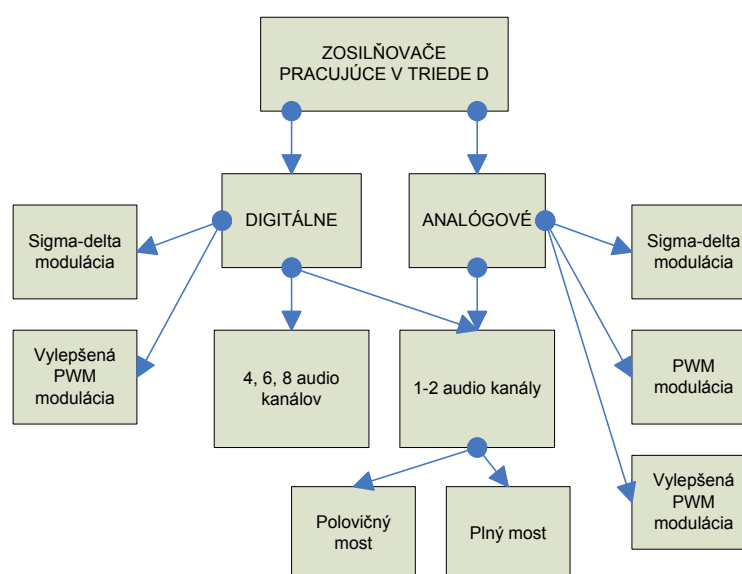 ZOSILŇOVAČE
PRACUJÚCE V TRIEDE D
DIGITÁLNE
ANALÓGOVÉ
Sigma-delta
modulácia
Sigma-delta
modulácia
Vylepšená
PWM
modulácia
4, 6, 8 audio
kanálov
1-2 audio kanály
PWM
modulácia
Polovičný
most
Plný most
Vylepšená
PWM
modulácia